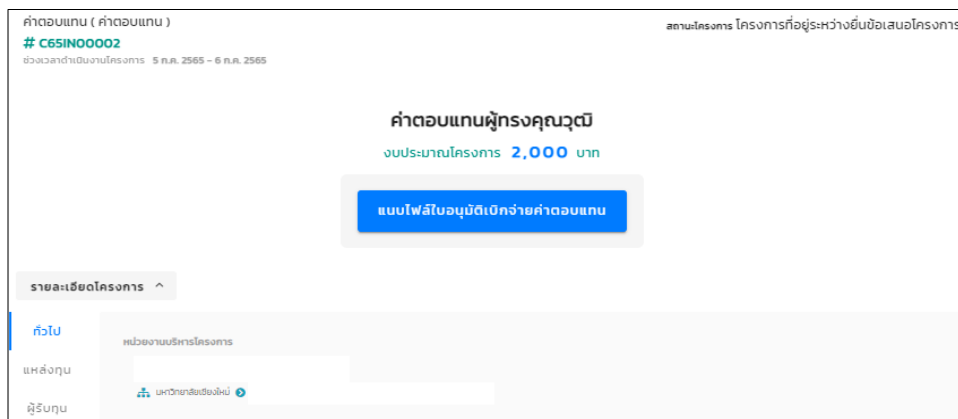 ค่าตอบแทน ( ค่าตอบแทน )
สถานะโครงการ โครงการที่อยู่ระหว่างยื่นข้อเสนอโครงการ
# C65IN00002
ช่วงเวลาดำเนินงานโครงการ 5 ก.ค. 2565 – 6 ก.ค. 2565
ค่าตอบแทนผู้ทรงคุณวุฒิ
งบประมาณโครงการ 2,000 บาท
แนบไฟล์ใบอนุมัติเบิกจ่ายค่าตอบแทน
รายละเอียดโครงการ
ทั่วไป
หน่วยงานบริหารโครงการ
แหล่งทุน
มหาวิทยาลัยเชียงใหม่
ผู้รับทุน